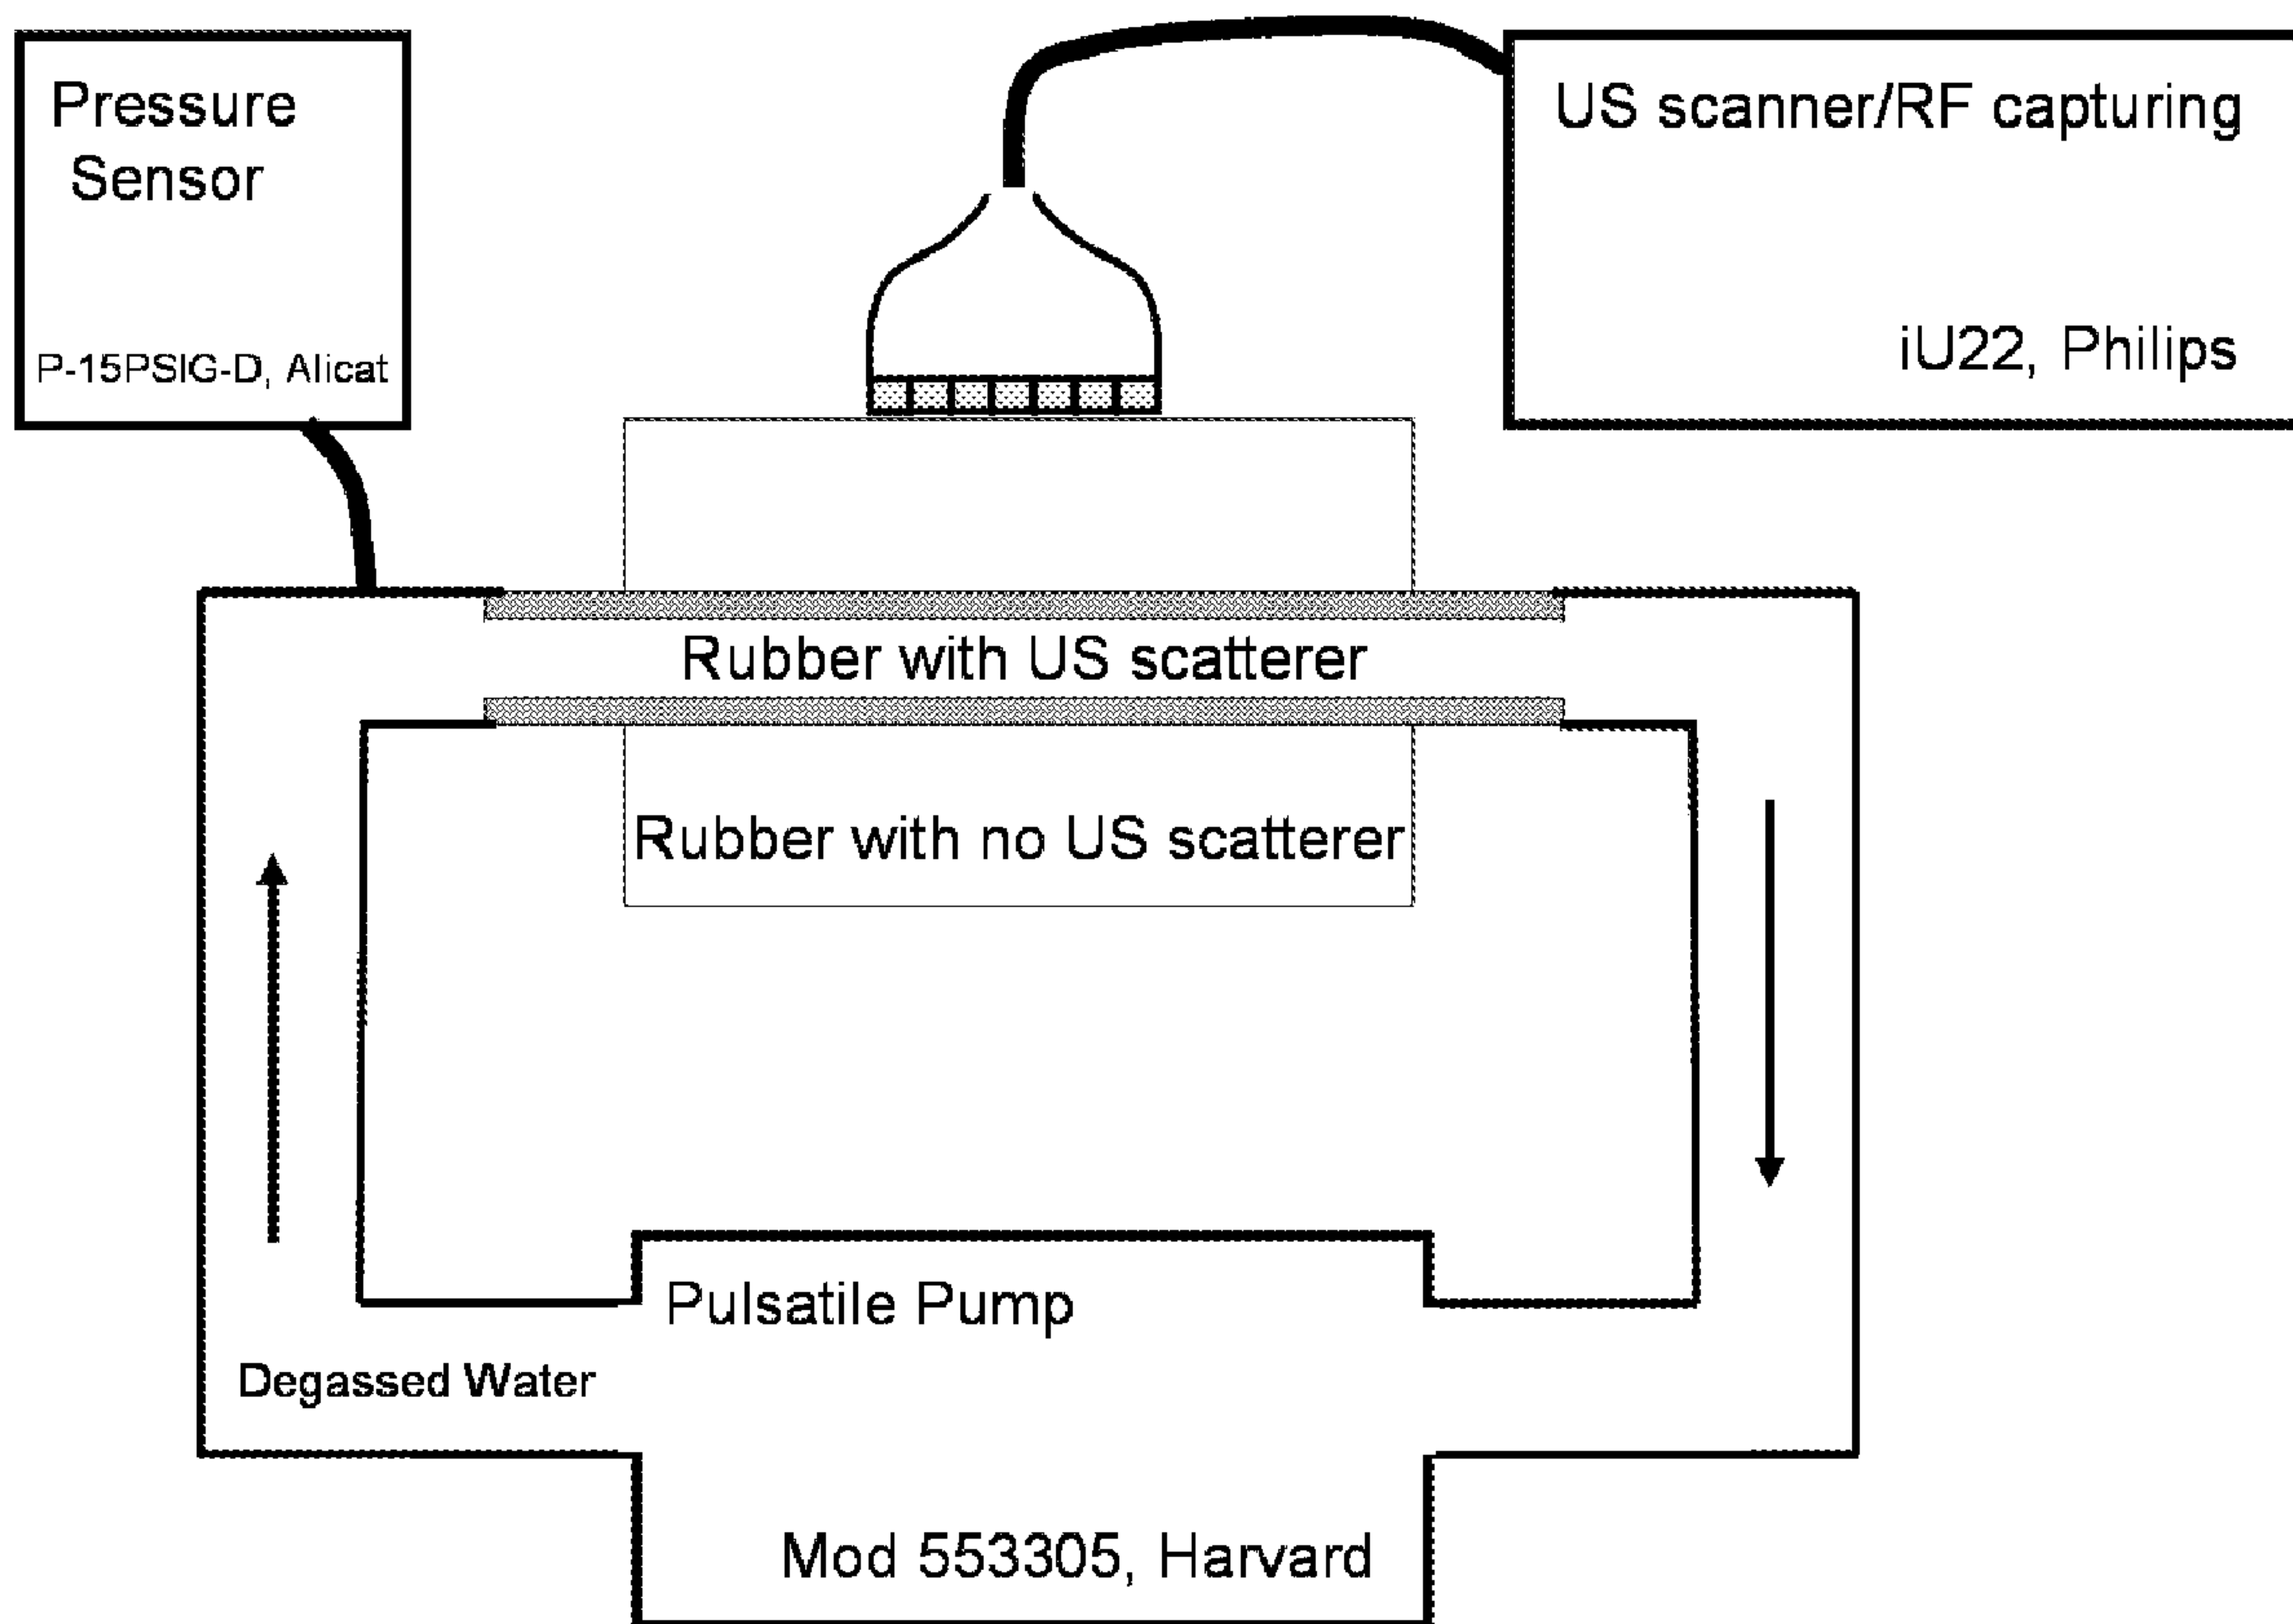 Pressure
Sensor
P-15PSIG-D, Alicat
US scanner/RF capturing
iU22, Philips
Rubber with US scatterer
Rubber with no US scatterer
Pulsatile Pump
Degassed Water
Mod 553305, Harvard